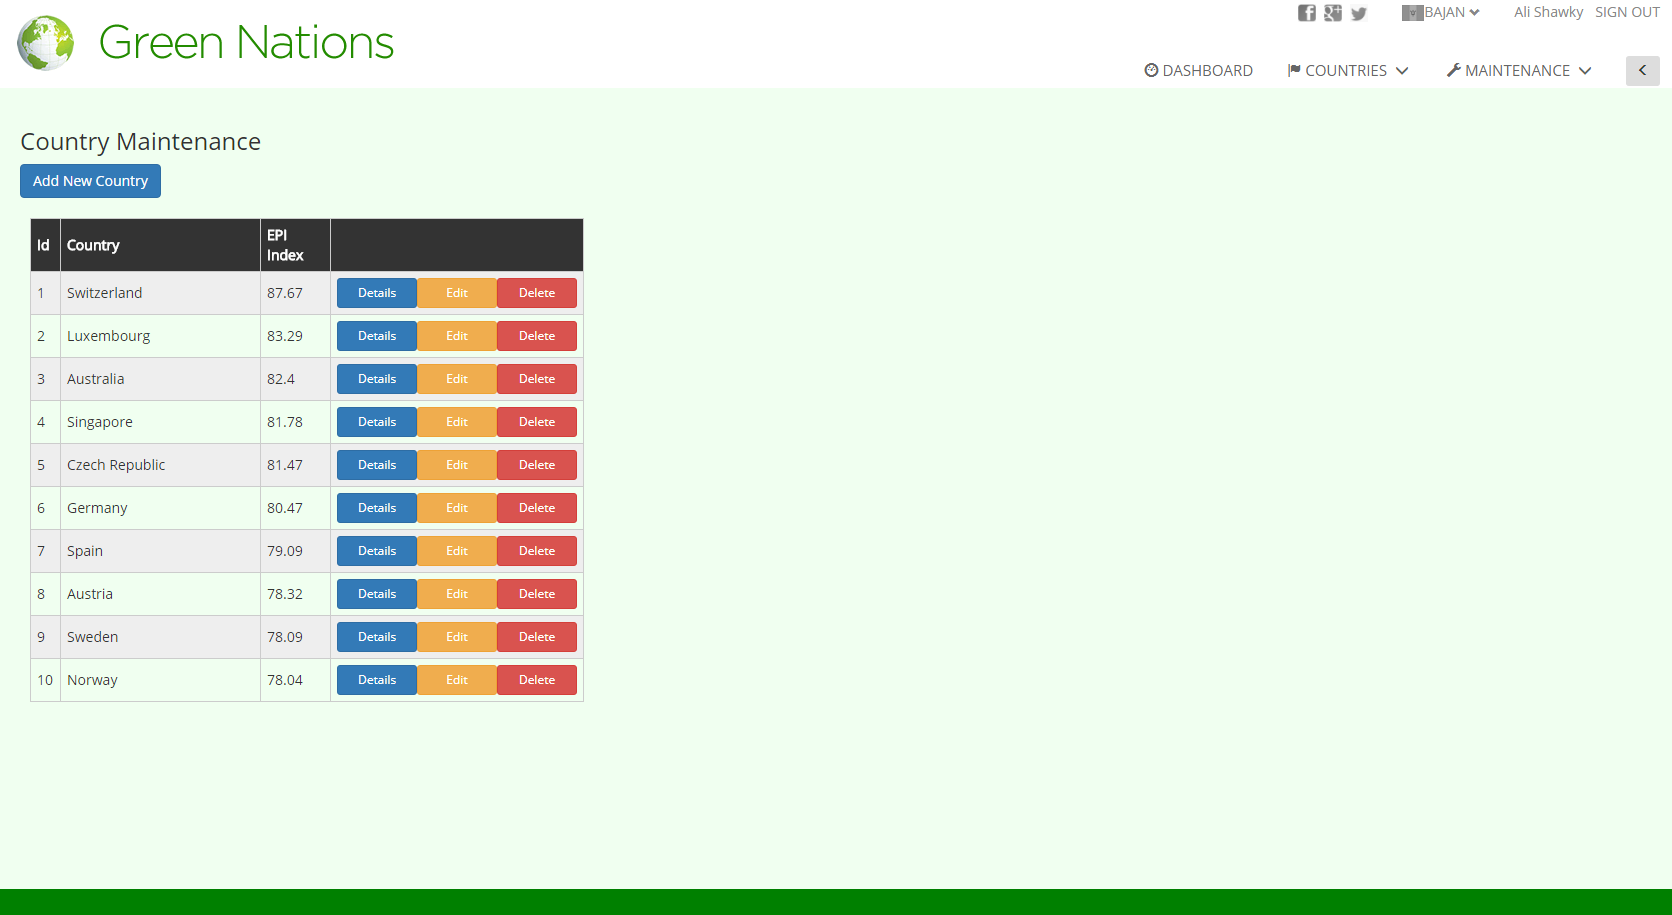 BAJAN
Ali Shawky
SIGN OUT
Green Nations
DASHBOARD
COUNTRIES
MAINTENANCE
Country Maintenance
Add New Country
Id Country EPI Index
1 Switzerland 87.67 Details Edit Delete
2 Luxembourg 83.29 Details Edit Delete
3 Australia 82.4 Details Edit Delete
4 Singapore 81.78 Details Edit Delete
5 Czech Republic 81.47 Details Edit Delete
6 Germany 80.47 Details Edit Delete
7 Spain 79.09 Details Edit Delete
8 Austria 78.32 Details Edit Delete
9 Sweden 78.09 Details Edit Delete
10 Norway 78.04 Details Edit Delete